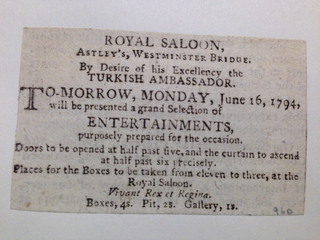 ROYAL SALOON,
ASTLEY'S, WESTMINSTER BRIDGE.
By Desire of his Excellency the
TURKISH AMBASSADOR.
TO-MORROW, MONDAY, June 16, 1794,
will be presented a grand Selection of
ENTERTAINMENTS,
purposely prepared for the occasion.
Doors to be opened at half past five, and the curtain to ascend
at half past six precisely.
Places for the Boxes to be taken from eleven to three, at the
Royal Saloon.
Vivant Rex et Regina.
Boxes, 4s. Pit, 2s. Gallery, 1s.
960